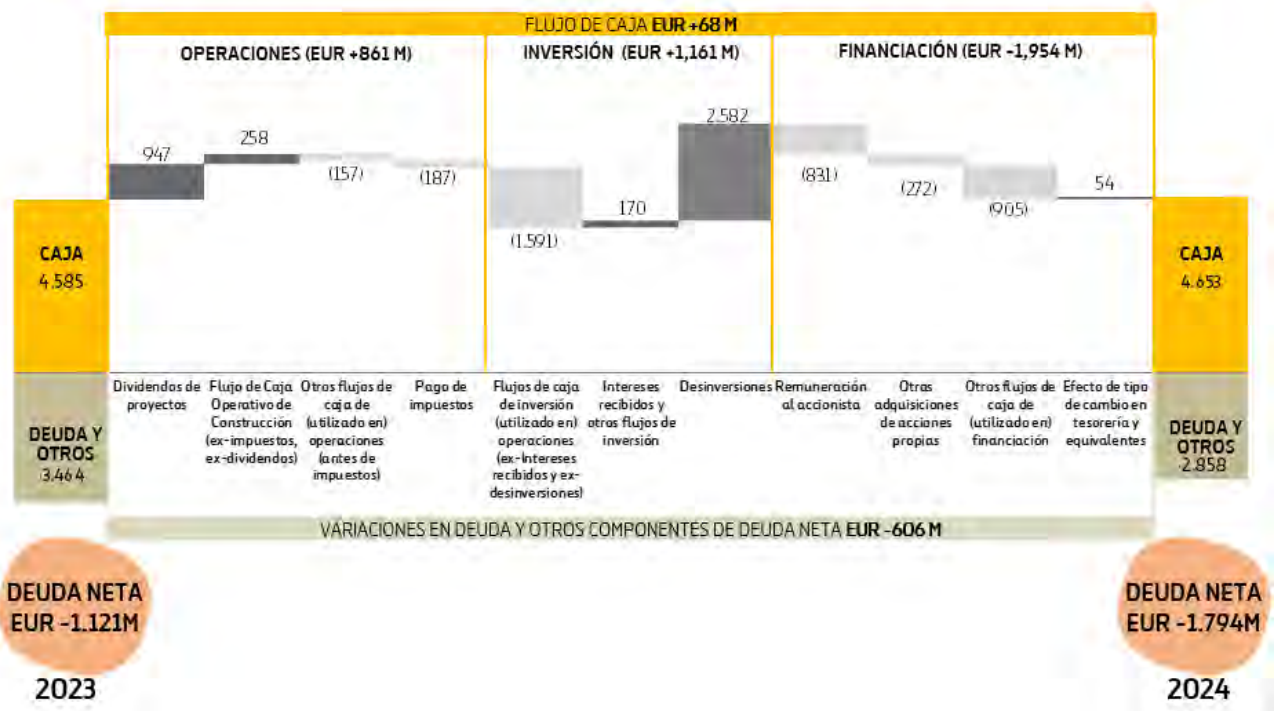 FLUJO DE CAJA EUR +68 M
OPERACIONES (EUR +861 M)
INVERSIÓN (EUR +1,161 M)
FINANCIACIÓN (EUR -1,954 M)
947
258
(157)
(187)
(1.591)
170
2.582
(831)
(272)
(905)
54
CAJA
4.585
CAJA
4.653
DEUDA Y
OTROS
3.464
Dividendos de
proyectos
Flujo de Caja
Operativo de
Construcción
(ex-impuestos,
ex-dividendos)
Otros flujos de
caja de
(utilizado en)
operaciones
(antes de
impuestos)
Pago de
impuestos
Flujos de caja
de inversión
(utilizado en)
operaciones
(ex-Intereses
recibidos y ex-
desinversiones)
Intereses
recibidos y
otros flujos de
inversión
Desinversiones
Remuneración
al accionista
Otras
adquisiciones
de acciones
propias
Otros flujos de
caja de
(utilizado en)
financiación
Efecto de tipo
de cambio en
tesorería y
equivalentes
DEUDA Y
OTROS
-2.858
VARIACIONES EN DEUDA Y OTROS COMPONENTES DE DEUDA NETA EUR -606 M
DEUDA NETA
EUR -1.121M
2023
DEUDA NETA
EUR -1.794M
2024